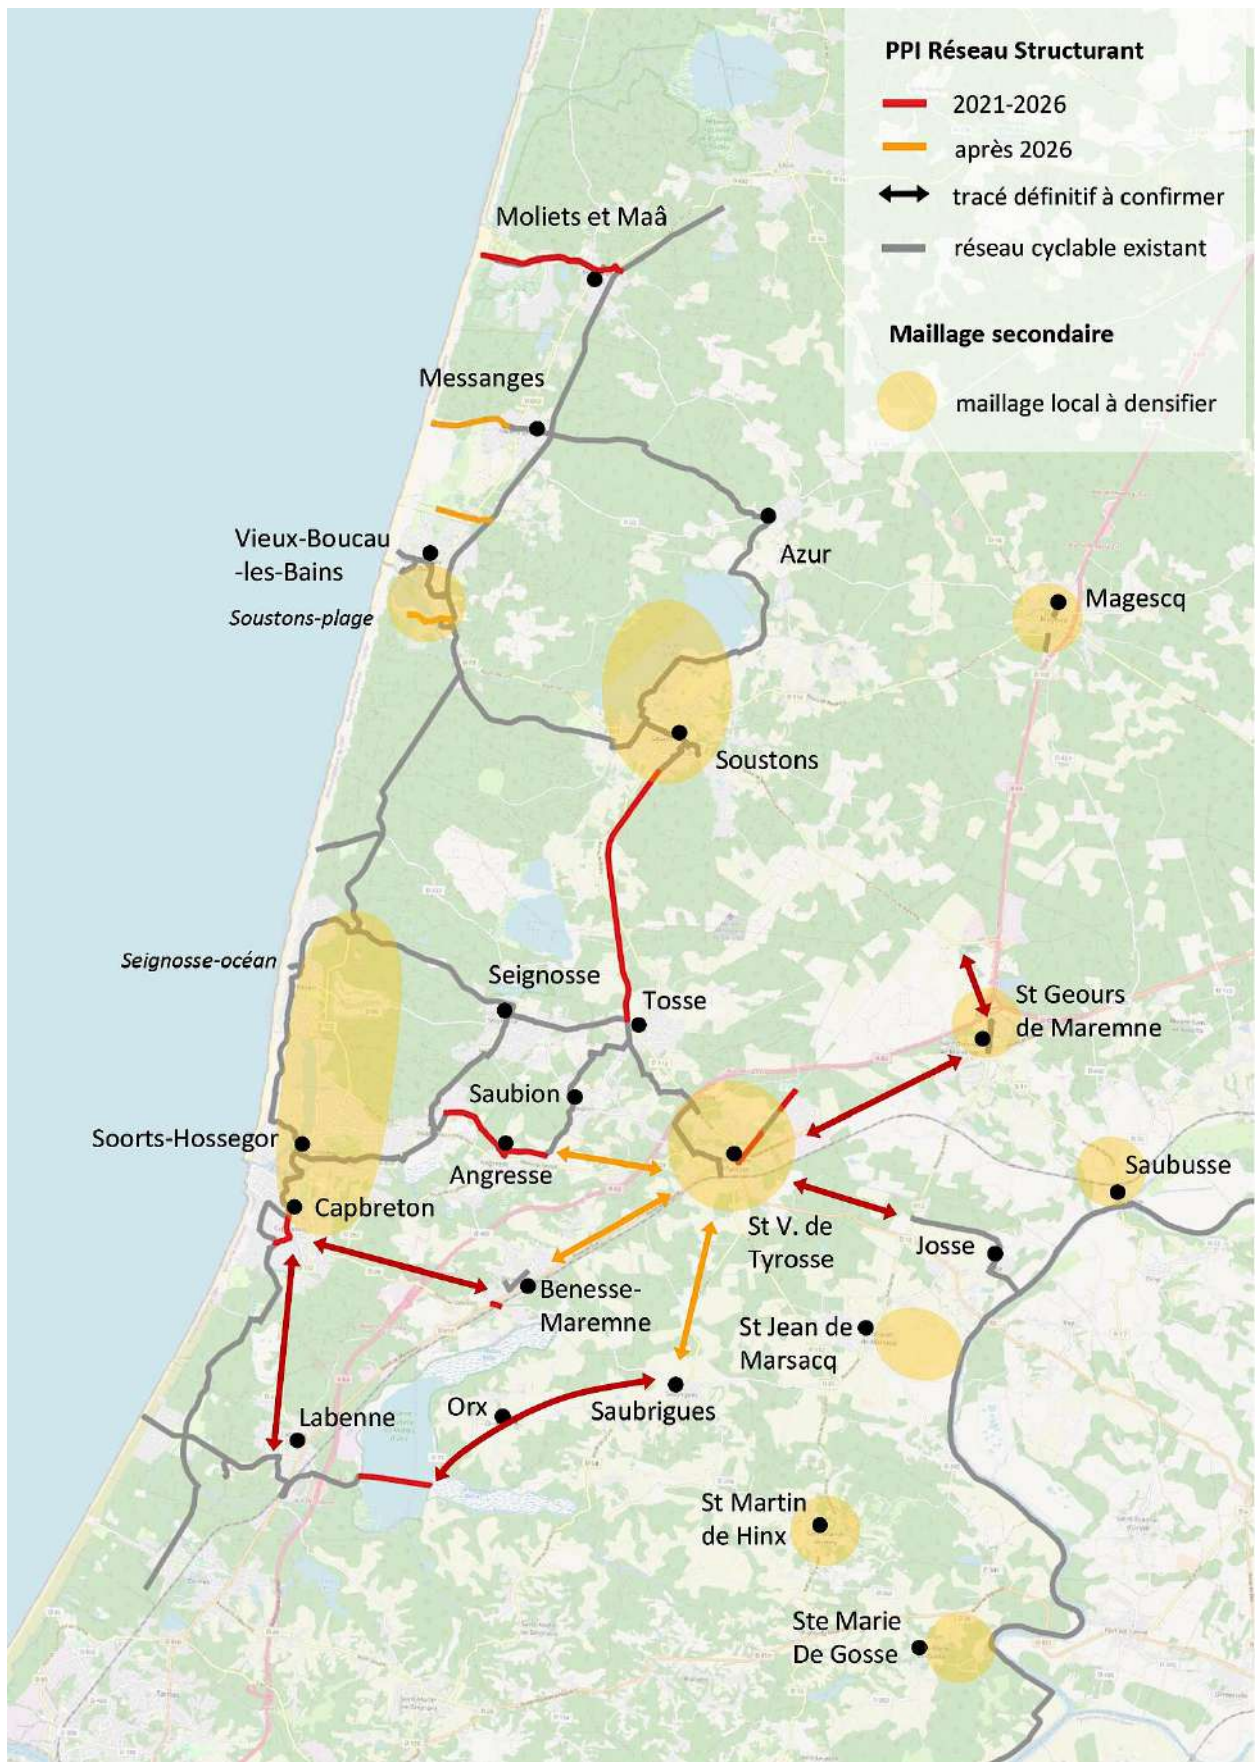 PPI Réseau Structurant
2021-2026
après 2026
tracé définitif à confirmer
réseau cyclable existant
Maillage secondaire
maillage local à densifier
Moliets et Maâ
Messanges
Vieux-Boucau
-les-Bains
Azur
Soustons-plage
Magescq
Soustons
Seignosse-océan
Seignosse
Tosse
St Geours
de Maremne
Saubion
Soorts-Hossegor
Angresse
Saubusse
Capbreton
St V. de
Tyrosse
Josse
Benesse-
Maremne
St Jean de
Marsacq
Orx
Saubrigues
Labenne
St Martin
de Hinx
Ste Marie
De Gosse